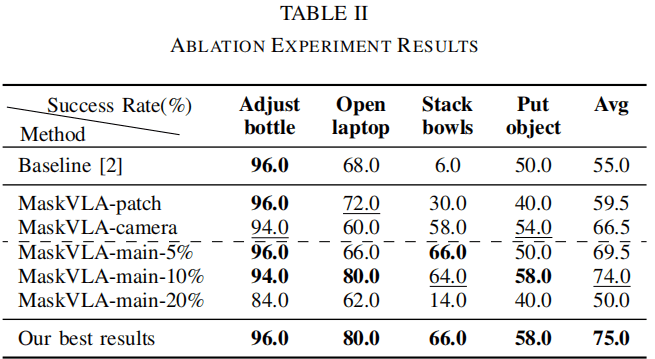 TABLE II
ABLATION EXPERIMENT RESULTS
Success Rate(%) Method Adjust bottle Open laptop Stack bowls Put object Avg
Baseline [2] 96.0 68.0 6.0 50.0 55.0
MaskVLA-patch 96.0 72.0 30.0 40.0 59.5
MaskVLA-camera 94.0 60.0 58.0 54.0 66.5
MaskVLA-main-5% 96.0 66.0 66.0 50.0 69.5
MaskVLA-main-10% 94.0 80.0 64.0 58.0 74.0
MaskVLA-main-20% 84.0 62.0 14.0 40.0 50.0
Our best results 96.0 80.0 66.0 58.0 75.0